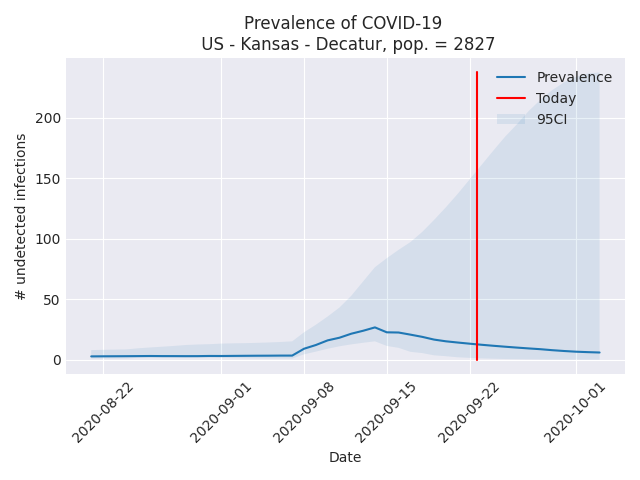 Prevalence of COVID-19
US - Kansas - Decatur, pop. = 2827
Prevalence
Today
95CI
# undetected infections
200
150
100
50
0
2020-08-22
2020-09-01
2020-09-08
2020-09-15
2020-09-22
2020-10-01
Date